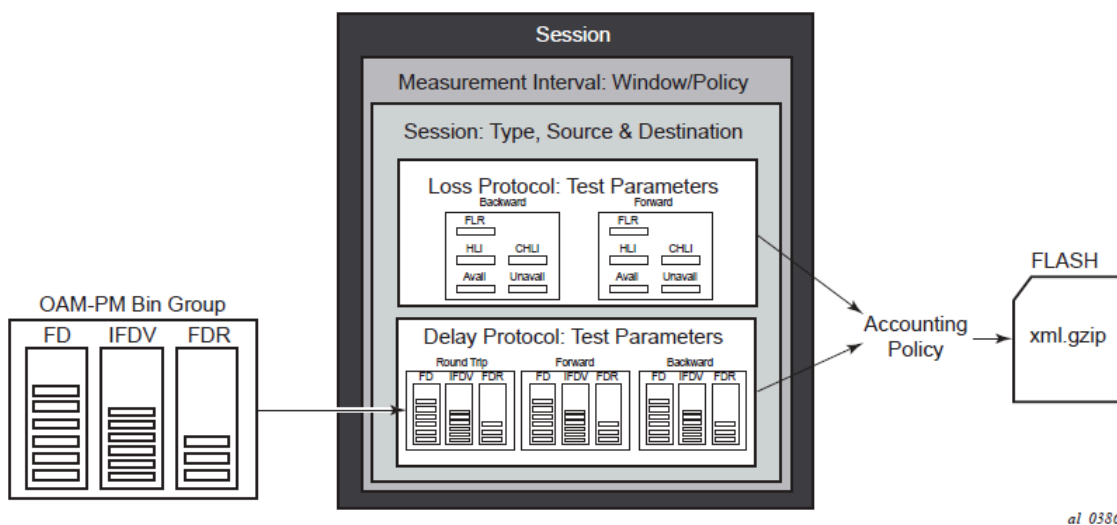 Session
Measurement Interval: Window/Policy
Session: Type, Source & Destination
Loss Protocol: Test Parameters
Backward
Forward
FLR
FLR
HLI CHLI
HLI CHLI
Avail Unavail
Avail Unavail
OAM-PM Bin Group
FD IFDV FDR
Delay Protocol: Test Parameters
Round Trip
Forward
Backward
FD IFDV FDR
FD IFDV FDR
FD IFDV FDR
Accounting
Policy
FLASH
xml.gzip